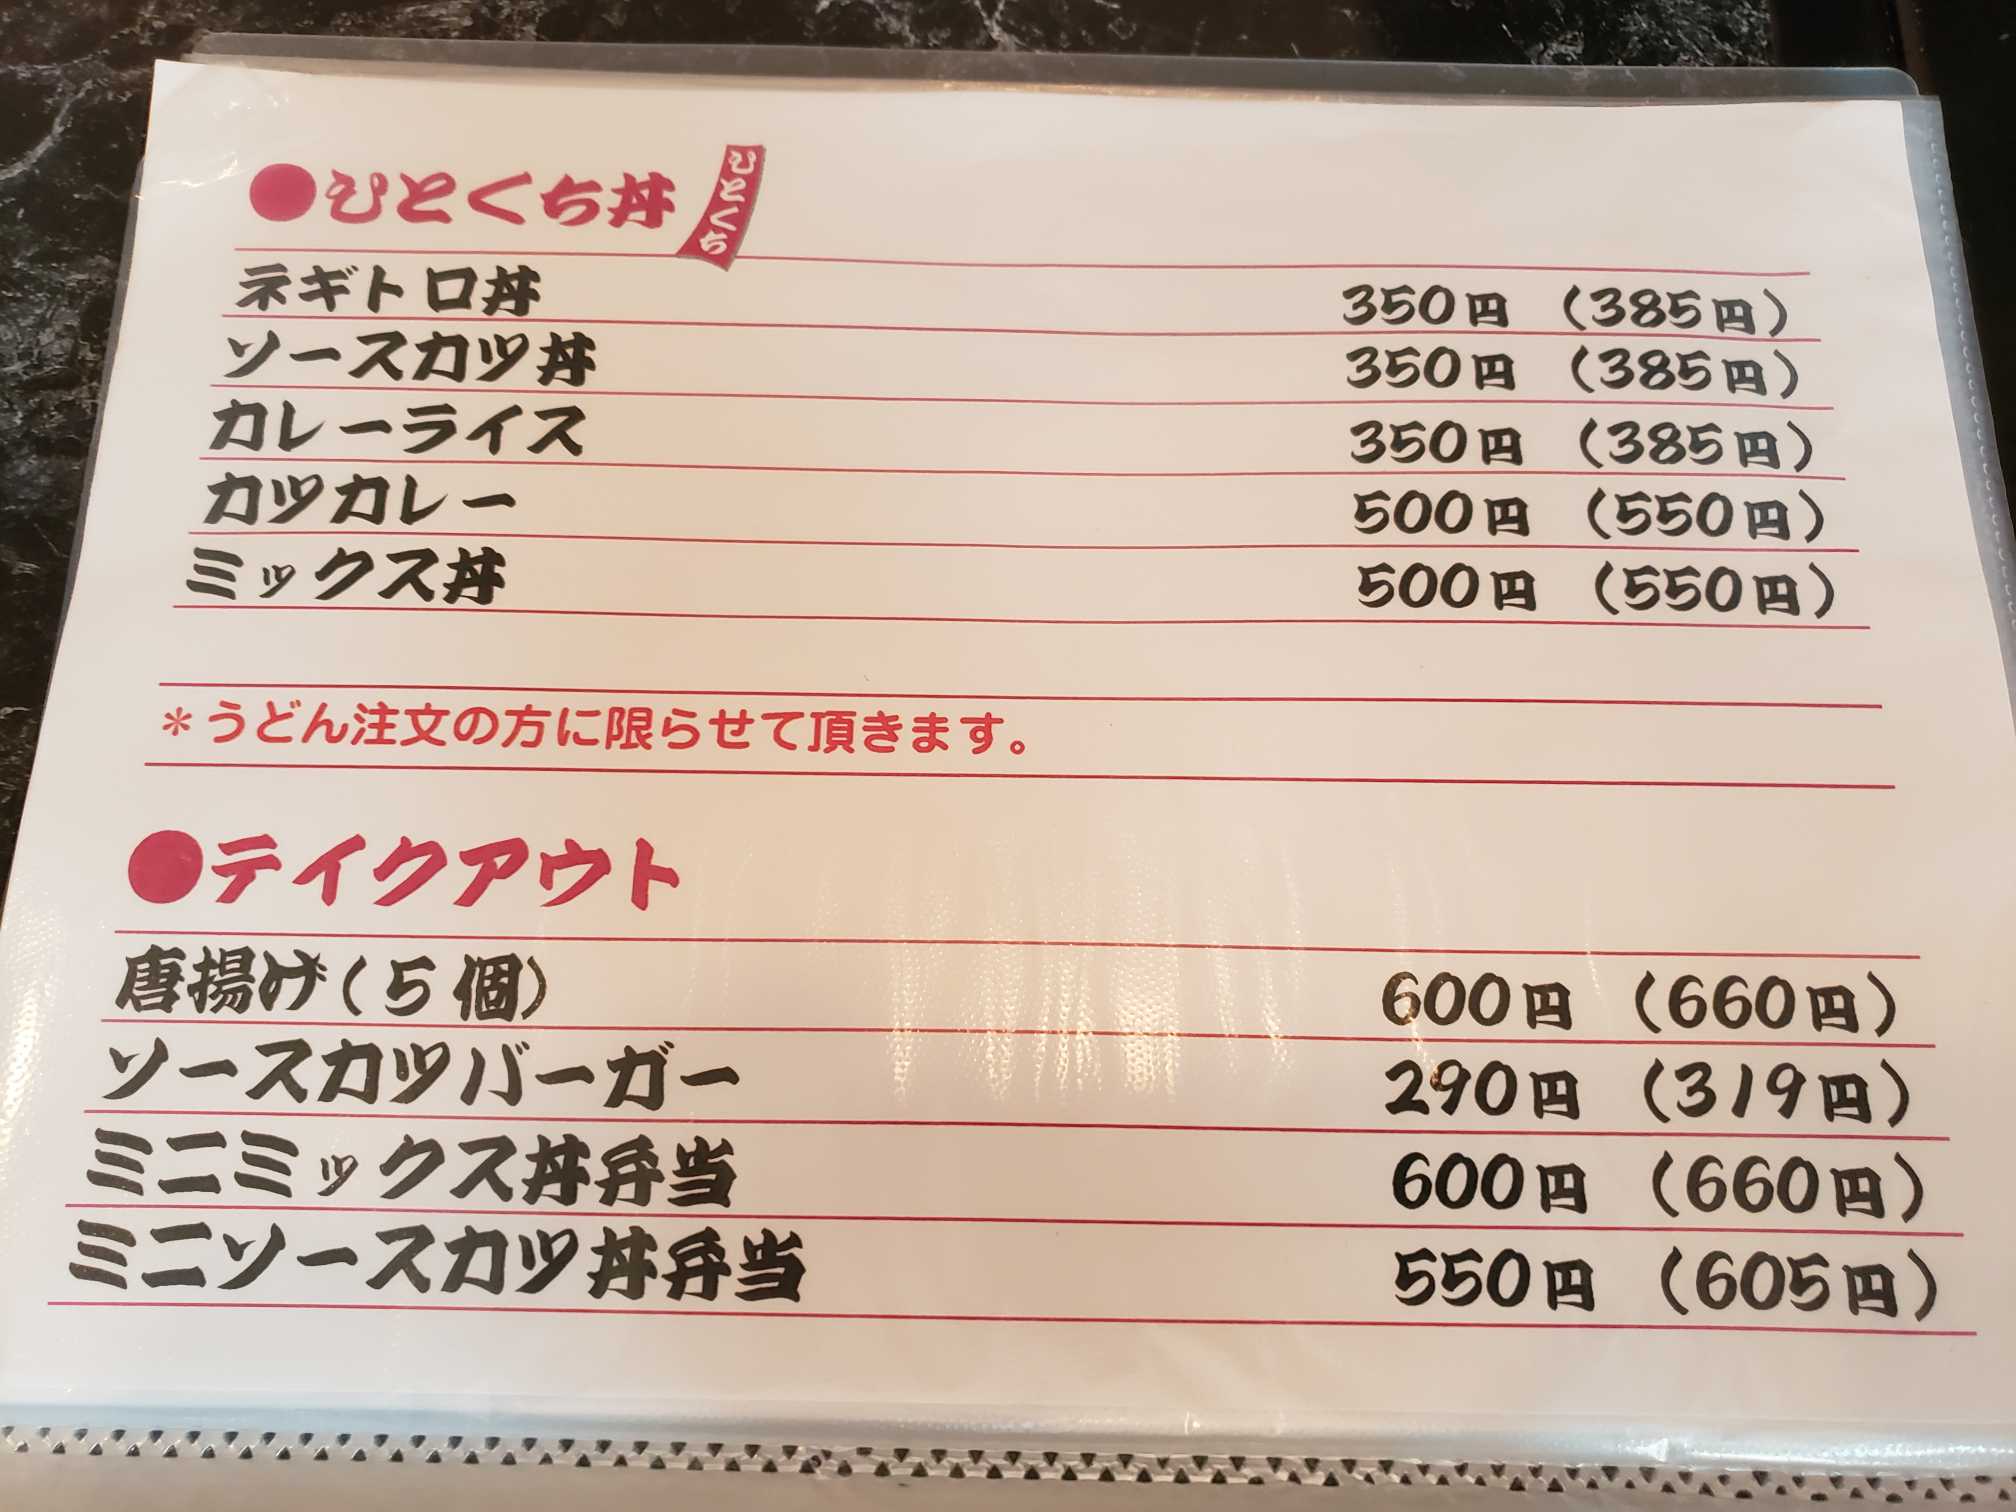 ●ひとくち丼 ひとくち
ネギトロ丼 350円 （385円）
ソースカツ丼 350円 （385円）
カレーライス 350円 （385円）
カツカレー 500円 （550円）
ミックス丼 500円 （550円）
＊うどん注文の方に限らせて頂きます。
●テイクアウト
唐揚げ（５個） 600円 （660円）
ソースカツバーガー 290円 （319円）
ミニミックス丼弁当 600円 （660円）
ミニソースカツ丼弁当 550円 （605円）